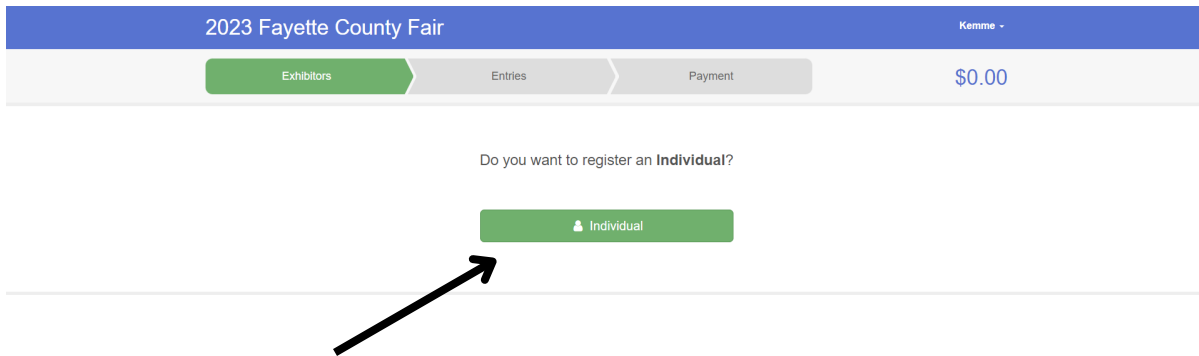 2023 Fayette County Fair
Kemme
Exhibitors
Entries
Payment
$0.00
Do you want to register an Individual?
Individual